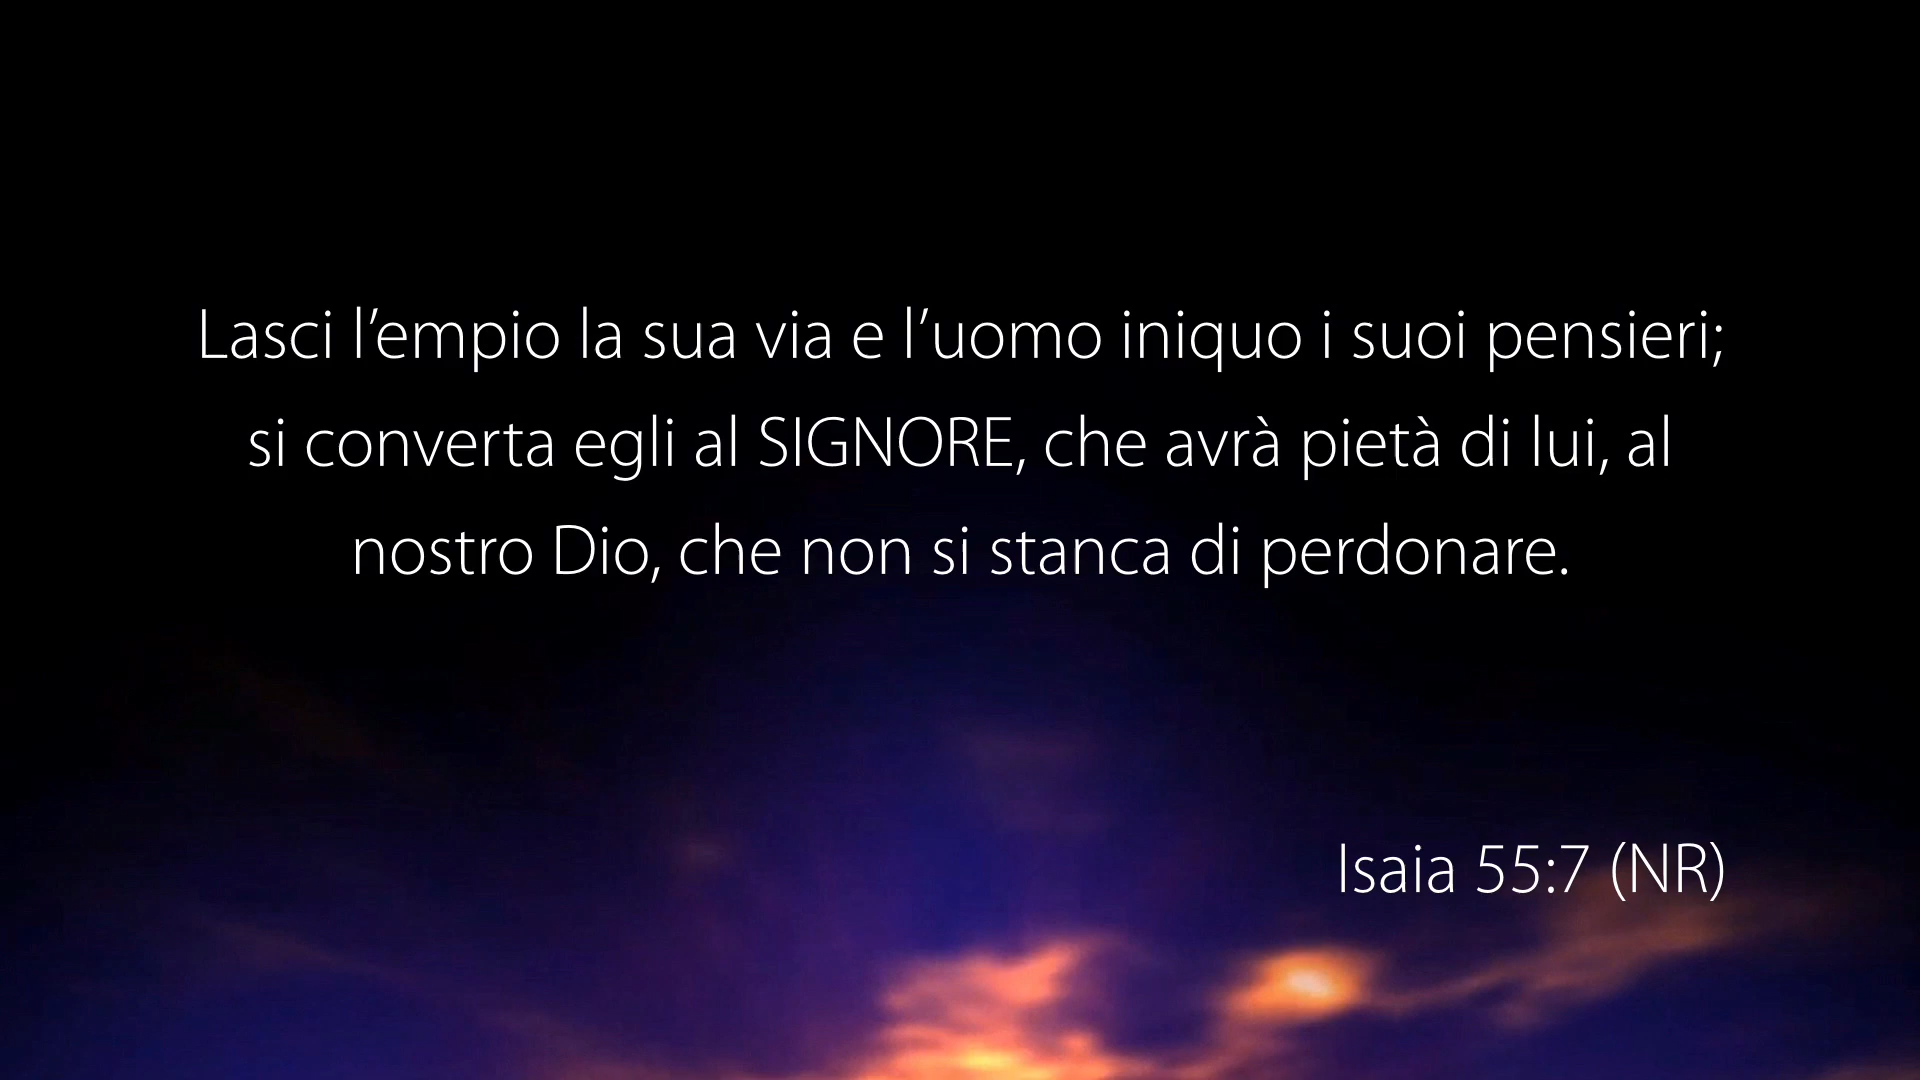 Lasci l’empio la sua via e l’uomo iniquo i suoi pensieri;
si converta egli al SIGNORE, che avrà pietà di lui, al
nostro Dio, che non si stanca di perdonare.
Isaia 55:7 (NR)